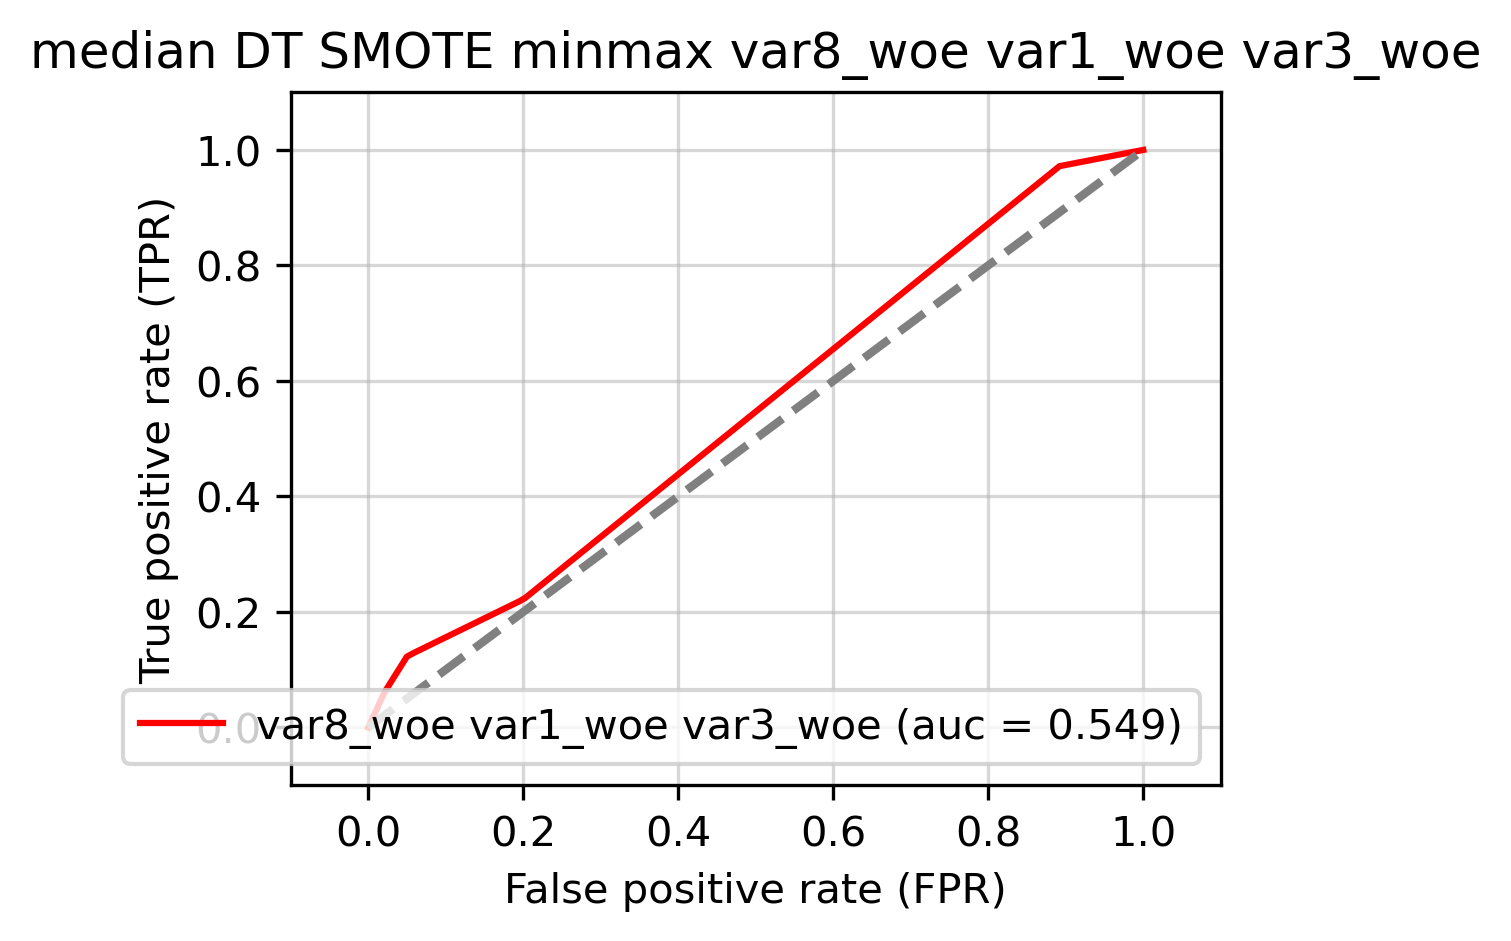 median DT SMOTE minmax var8_woe var1_woe var3_woe
True positive rate (TPR)
1.0
0.8
0.6
0.4
0.2
0.0
var8_woe var1_woe var3_woe (auc = 0.549)
0.0 0.2 0.4 0.6 0.8 1.0
False positive rate (FPR)